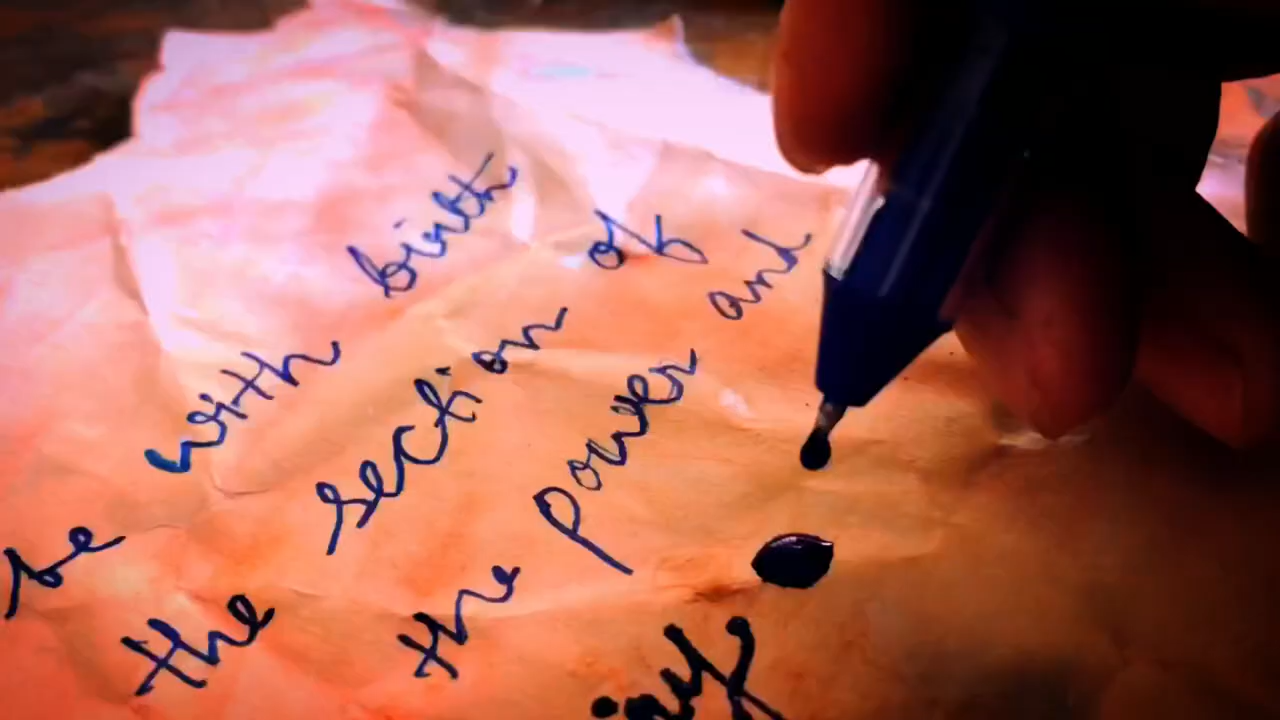 be with birth
the section of
the power and